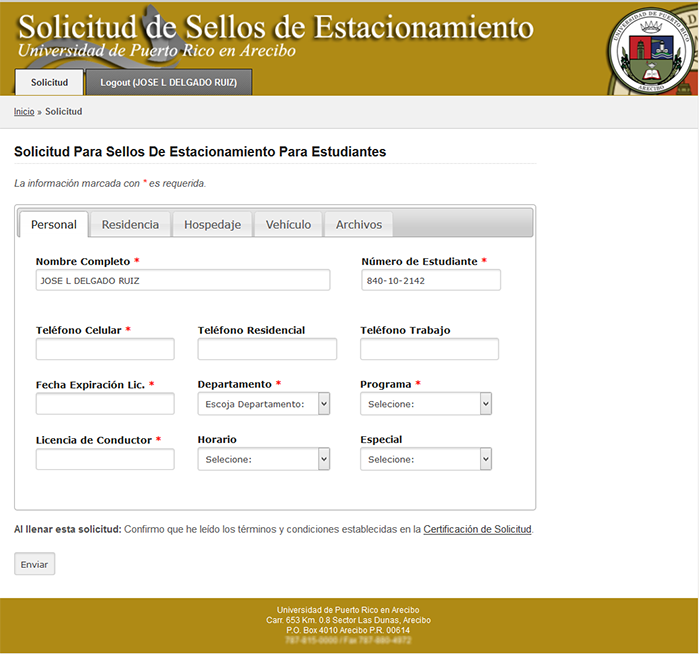 Solicitud de Sellos de Estacionamiento
Universidad de Puerto Rico en Arecibo
UNIVERSIDAD DE PUERTO RICO
ARECIBO
Solicitud Logout (JOSE L DELGADO RUIZ)
Inicio » Solicitud
Solicitud Para Sellos De Estacionamiento Para Estudiantes
La información marcada con * es requerida.
Personal Residencia Hospedaje Vehículo Archivos
Nombre Completo * Número de Estudiante *
JOSE L DELGADO RUIZ 840-10-2142
Teléfono Celular * Teléfono Residencial Teléfono Trabajo
Fecha Expiración Lic. * Departamento * Programa *
Escoja Departamento: Selecione:
Licencia de Conductor * Horario Especial
Selecione: Selecione:
Al llenar esta solicitud: Confirmo que he leído los términos y condiciones establecidas en la Certificación de Solicitud.
Enviar
Universidad de Puerto Rico en Arecibo
Carr. 653 Km. 0.8 Sector Las Dunas, Arecibo
P.O. Box 4010 Arecibo P.R. 00614